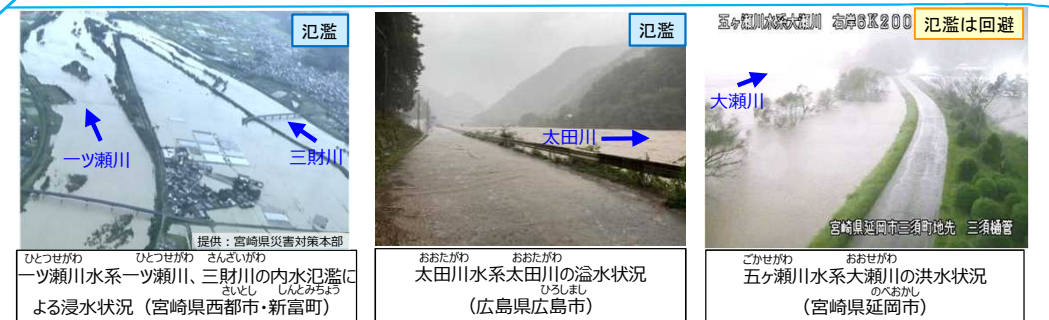 氾濫
一ツ瀬川
三財川
提供：宮崎県災害対策本部
ひとつせがわ ひとつせがわ さんざいがわ
一ツ瀬川水系一ツ瀬川、三財川の内水氾濫に
さいとし しんとみちょう
よる浸水状況（宮崎県西都市・新富町）
氾濫
太田川
おおたがわ おおたがわ
太田川水系太田川の溢水状況
ひろしまし
（広島県広島市）
五ヶ瀬川水系大瀬川 右岸6K200
氾濫は回避
大瀬川
宮崎県延岡市三須町地先 三須樋管
ごかせがわ おおせがわ
五ヶ瀬川水系大瀬川の洪水状況
のべおかし
（宮崎県延岡市）